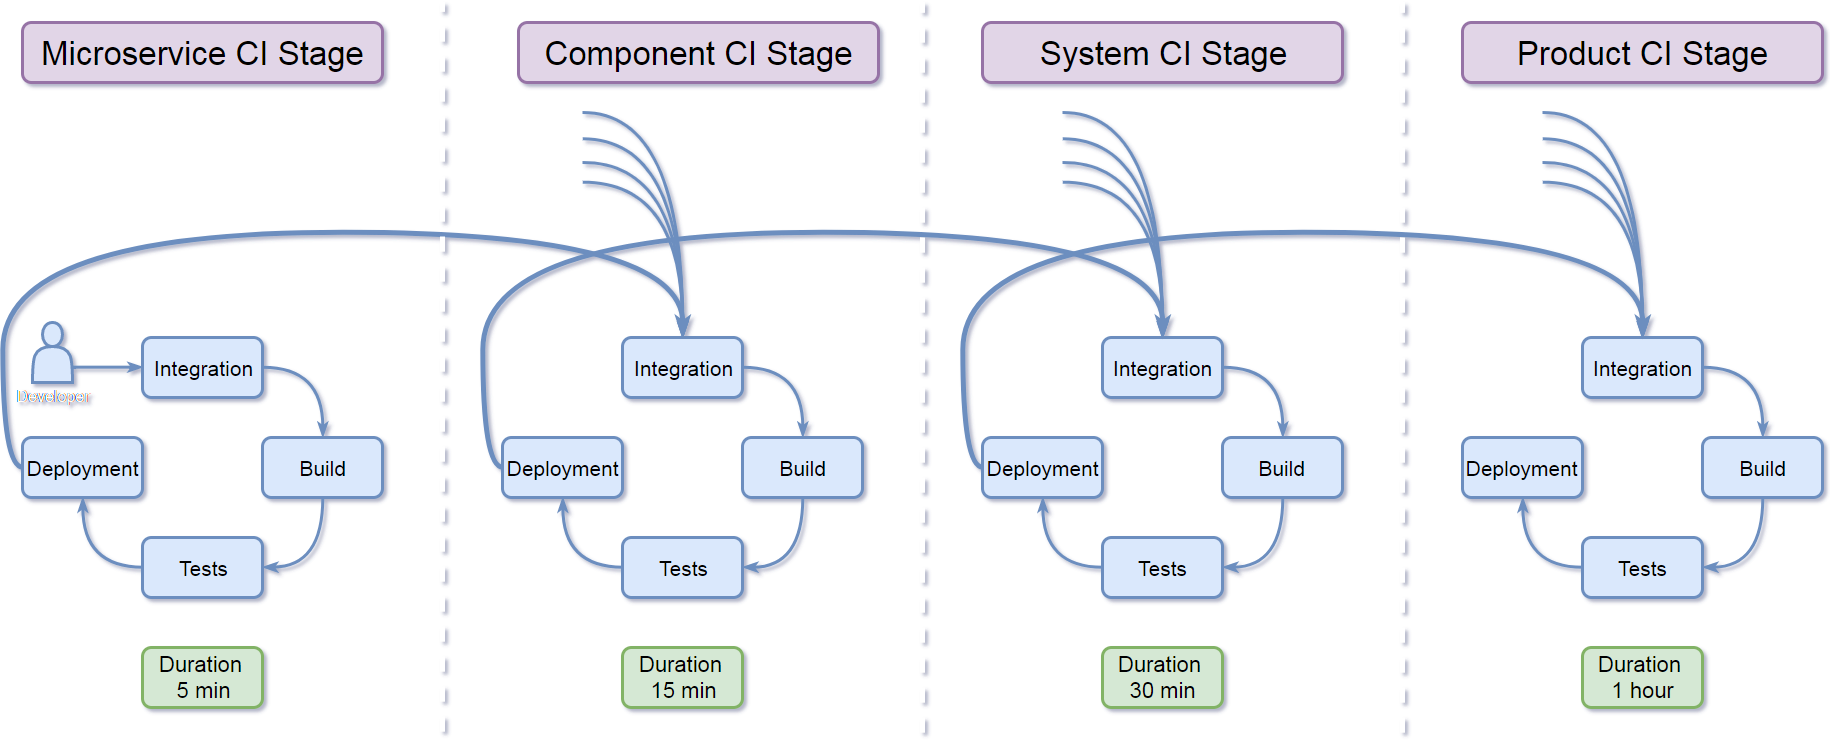 Microservice CI Stage
Component CI Stage
System CI Stage
Product CI Stage
Developer
Integration
Build
Tests
Deployment
Duration
5 min
Integration
Build
Tests
Deployment
Duration
15 min
Integration
Build
Tests
Deployment
Duration
30 min
Integration
Build
Tests
Deployment
Duration
1 hour